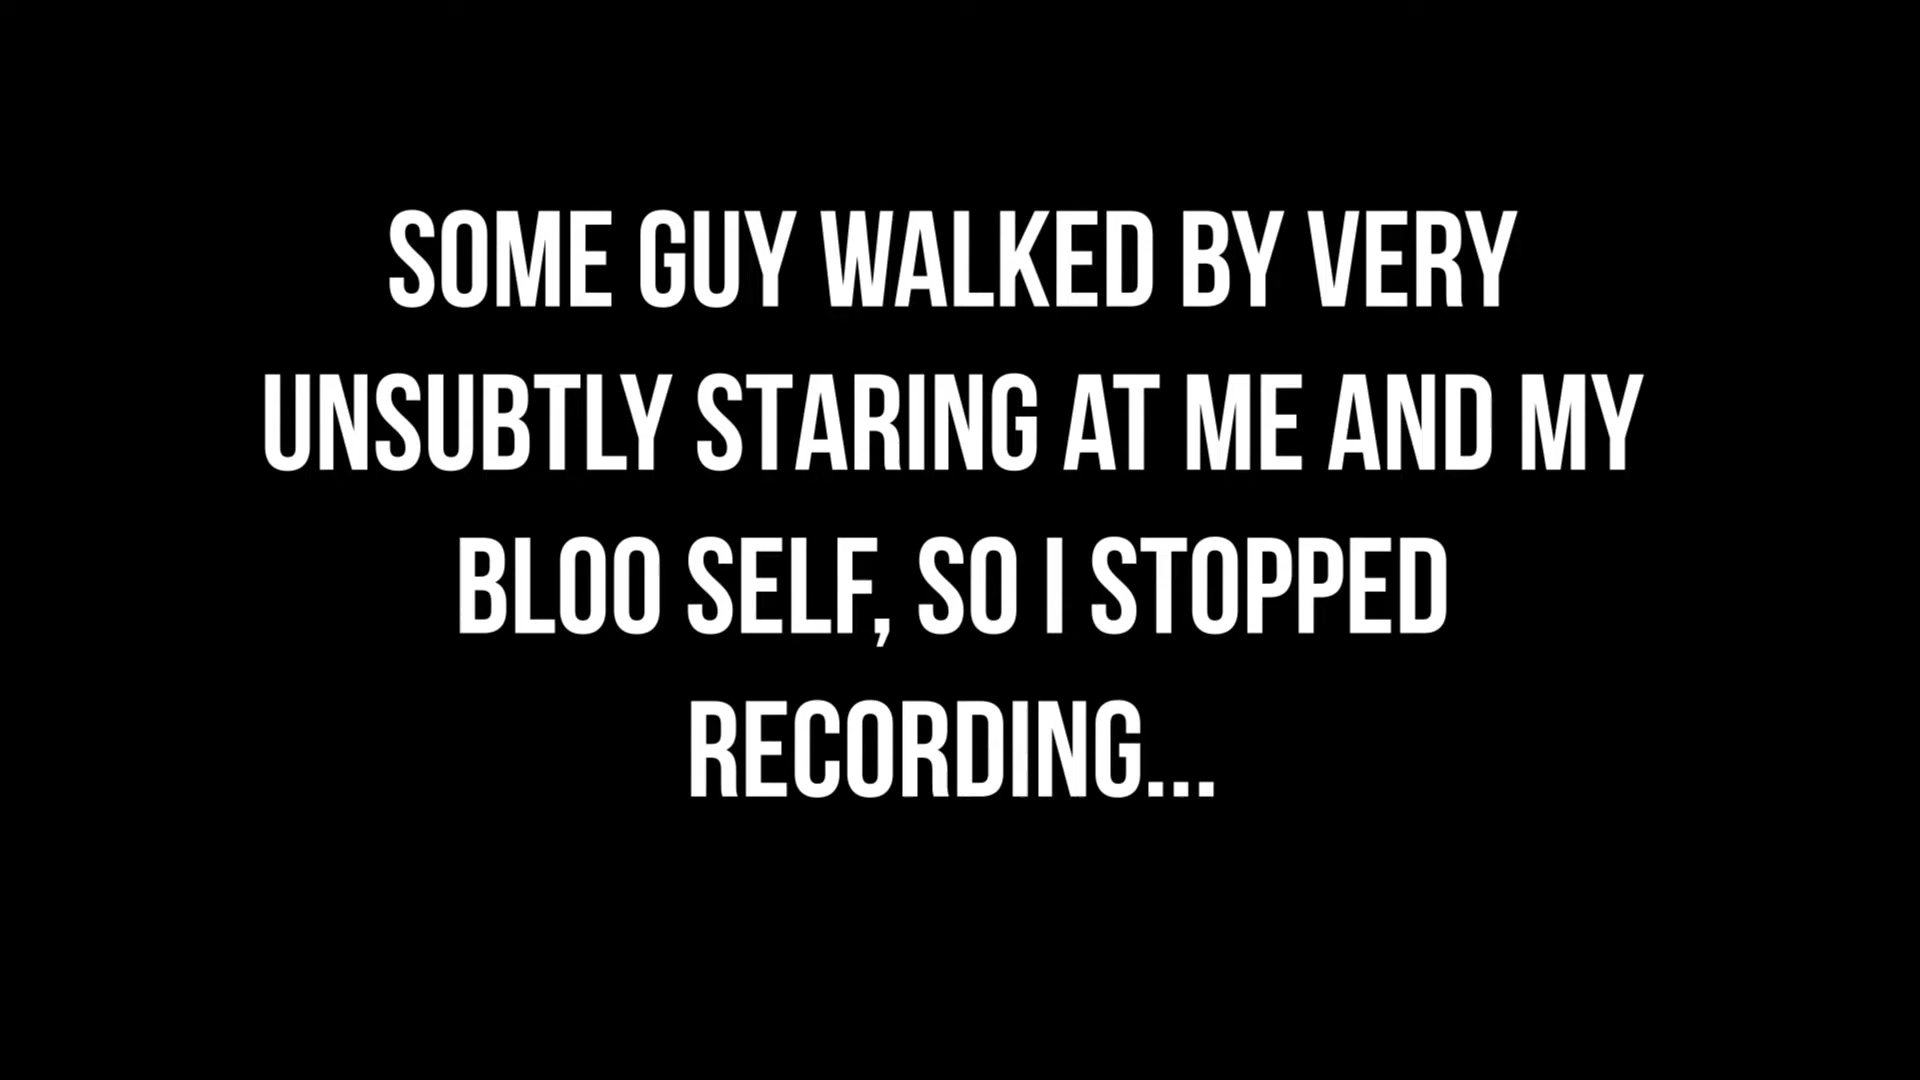 SOME GUY WALKED BY VERY
UNSUBTLY STARING AT ME AND MY
BLOO SELF, SO I STOPPED
RECORDING...